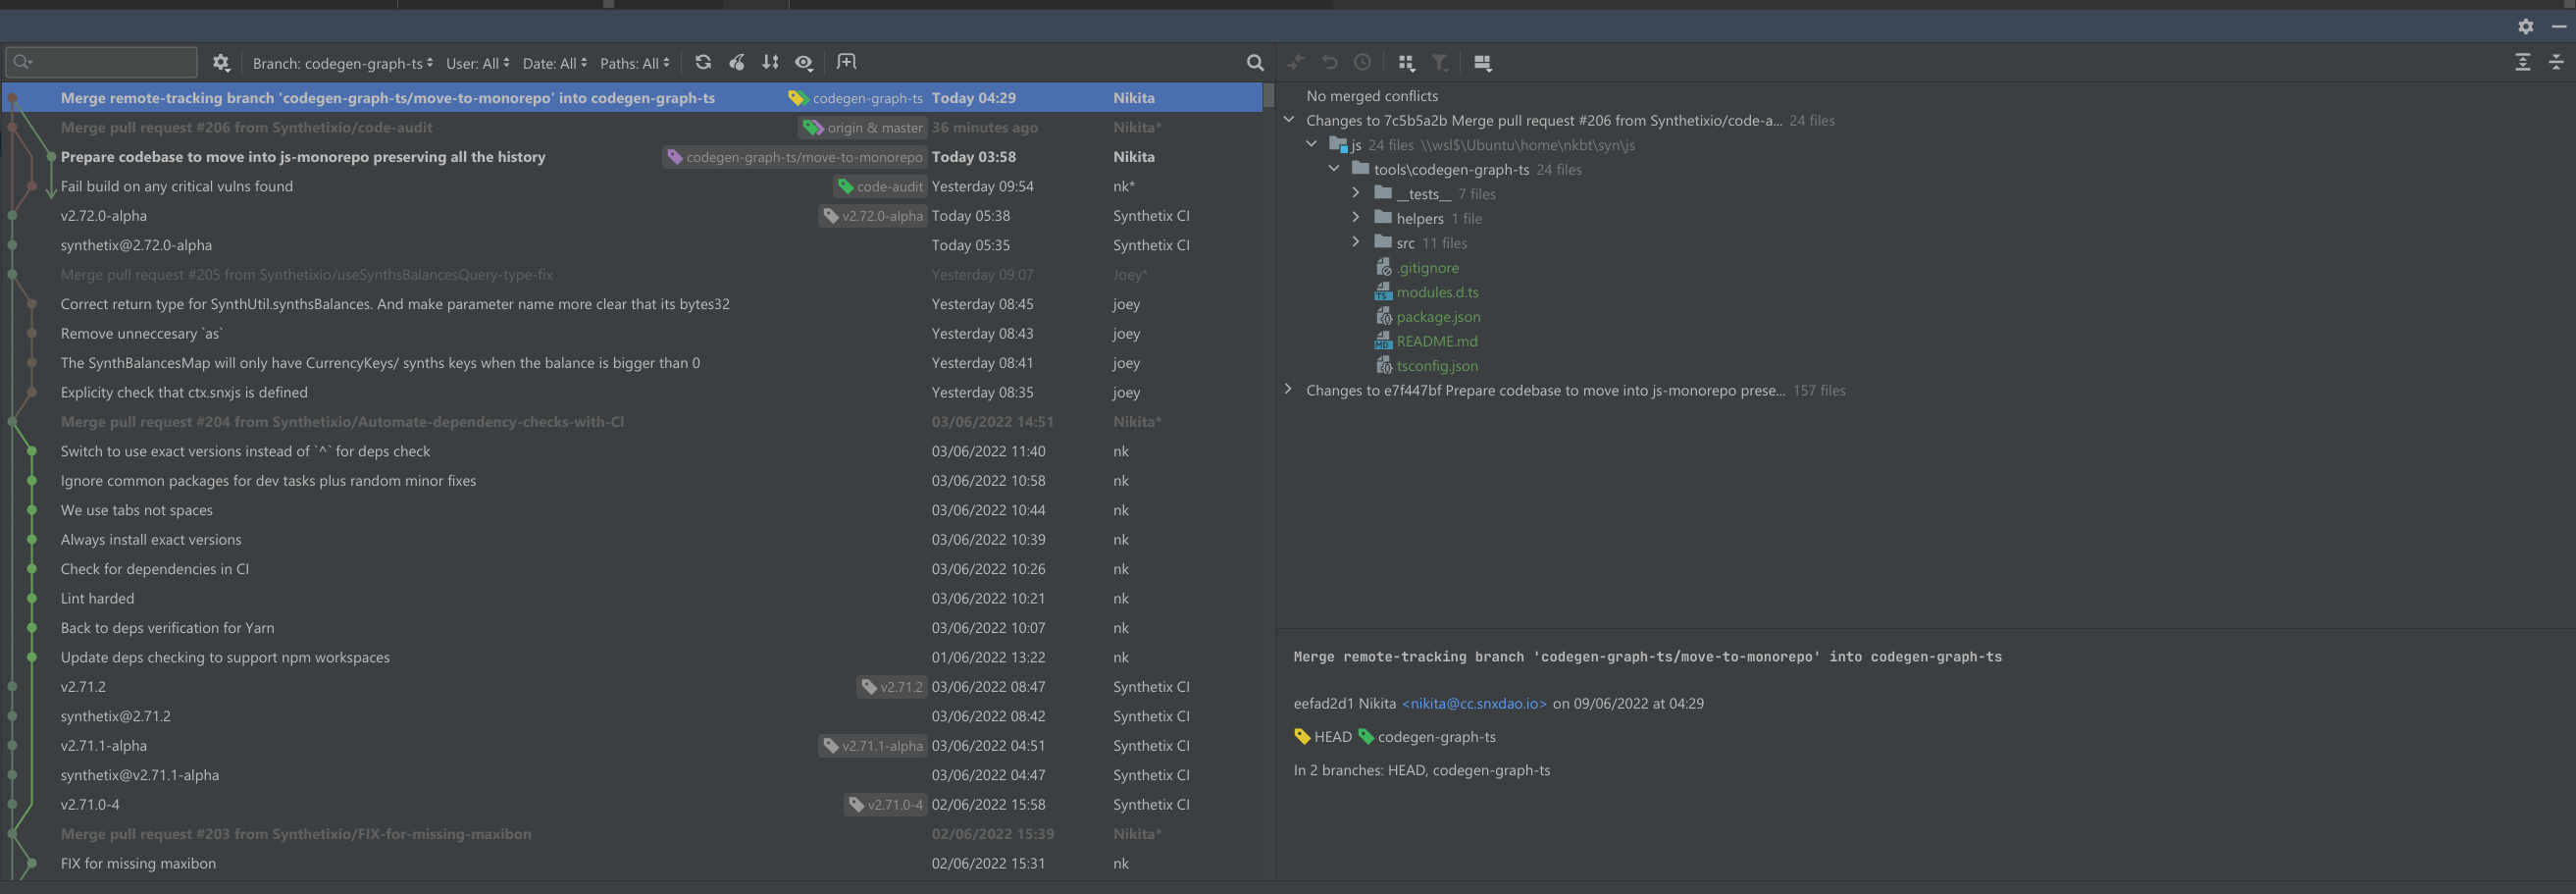 Branch: codegen-graph-ts User: All Date: All Paths: All
Merge remote-tracking branch 'codegen-graph-ts/move-to-monorepo' into codegen-graph-ts codegen-graph-ts Today 04:29 Nikita
Merge pull request #206 from Synthetixio/code-audit origin & master 36 minutes ago Nikita*
Prepare codebase to move into js-monorepo preserving all the history codegen-graph-ts/move-to-monorepo Today 03:58 Nikita
Fail build on any critical vulns found code-audit Yesterday 09:54 nk*
v2.72.0-alpha v2.72.0-alpha Today 05:38 Synthetix CI
synthetix@2.72.0-alpha Today 05:35 Synthetix CI
Merge pull request #205 from Synthetixio/useSynthsBalancesQuery-type-fix Yesterday 09:07 Joey*
Correct return type for SynthUtil.synthsBalances. And make parameter name more clear that its bytes32 Yesterday 08:45 joey
Remove unneccesary `as` Yesterday 08:43 joey
The SynthBalancesMap will only have CurrencyKeys/ synths keys when the balance is bigger than 0 Yesterday 08:41 joey
Explicity check that ctx.snxjs is defined Yesterday 08:35 joey
Merge pull request #204 from Synthetixio/Automate-dependency-checks-with-CI 03/06/2022 14:51 Nikita*
Switch to use exact versions instead of `^` for deps check 03/06/2022 11:40 nk
Ignore common packages for dev tasks plus random minor fixes 03/06/2022 10:58 nk
We use tabs not spaces 03/06/2022 10:44 nk
Always install exact versions 03/06/2022 10:39 nk
Check for dependencies in CI 03/06/2022 10:26 nk
Lint harded 03/06/2022 10:21 nk
Back to deps verification for Yarn 03/06/2022 10:07 nk
Update deps checking to support npm workspaces 01/06/2022 13:22 nk
v2.71.2 v2.71.2 03/06/2022 08:47 Synthetix CI
synthetix@2.71.2 03/06/2022 08:42 Synthetix CI
v2.71.1-alpha v2.71.1-alpha 03/06/2022 04:51 Synthetix CI
synthetix@v2.71.1-alpha 03/06/2022 04:47 Synthetix CI
v2.71.0-4 v2.71.0-4 02/06/2022 15:58 Synthetix CI
Merge pull request #203 from Synthetixio/FIX-for-missing-maxibon 02/06/2022 15:39 Nikita*
FIX for missing maxibon 02/06/2022 15:31 nk
No merged conflicts
Changes to 7c5b5a2b Merge pull request #206 from Synthetixio/code-a... 24 files
js 24 files \\wsl$\Ubuntu\home\nkbt\syn\js
tools\codegen-graph-ts 24 files
__tests__ 7 files
helpers 1 file
src 11 files
.gitignore
modules.d.ts
package.json
README.md
tsconfig.json
Changes to e7f447bf Prepare codebase to move into js-monorepo prese... 157 files
Merge remote-tracking branch 'codegen-graph-ts/move-to-monorepo' into codegen-graph-ts
eefad2d1 Nikita <nikita@cc.snxdao.io> on 09/06/2022 at 04:29
HEAD codegen-graph-ts
In 2 branches: HEAD, codegen-graph-ts